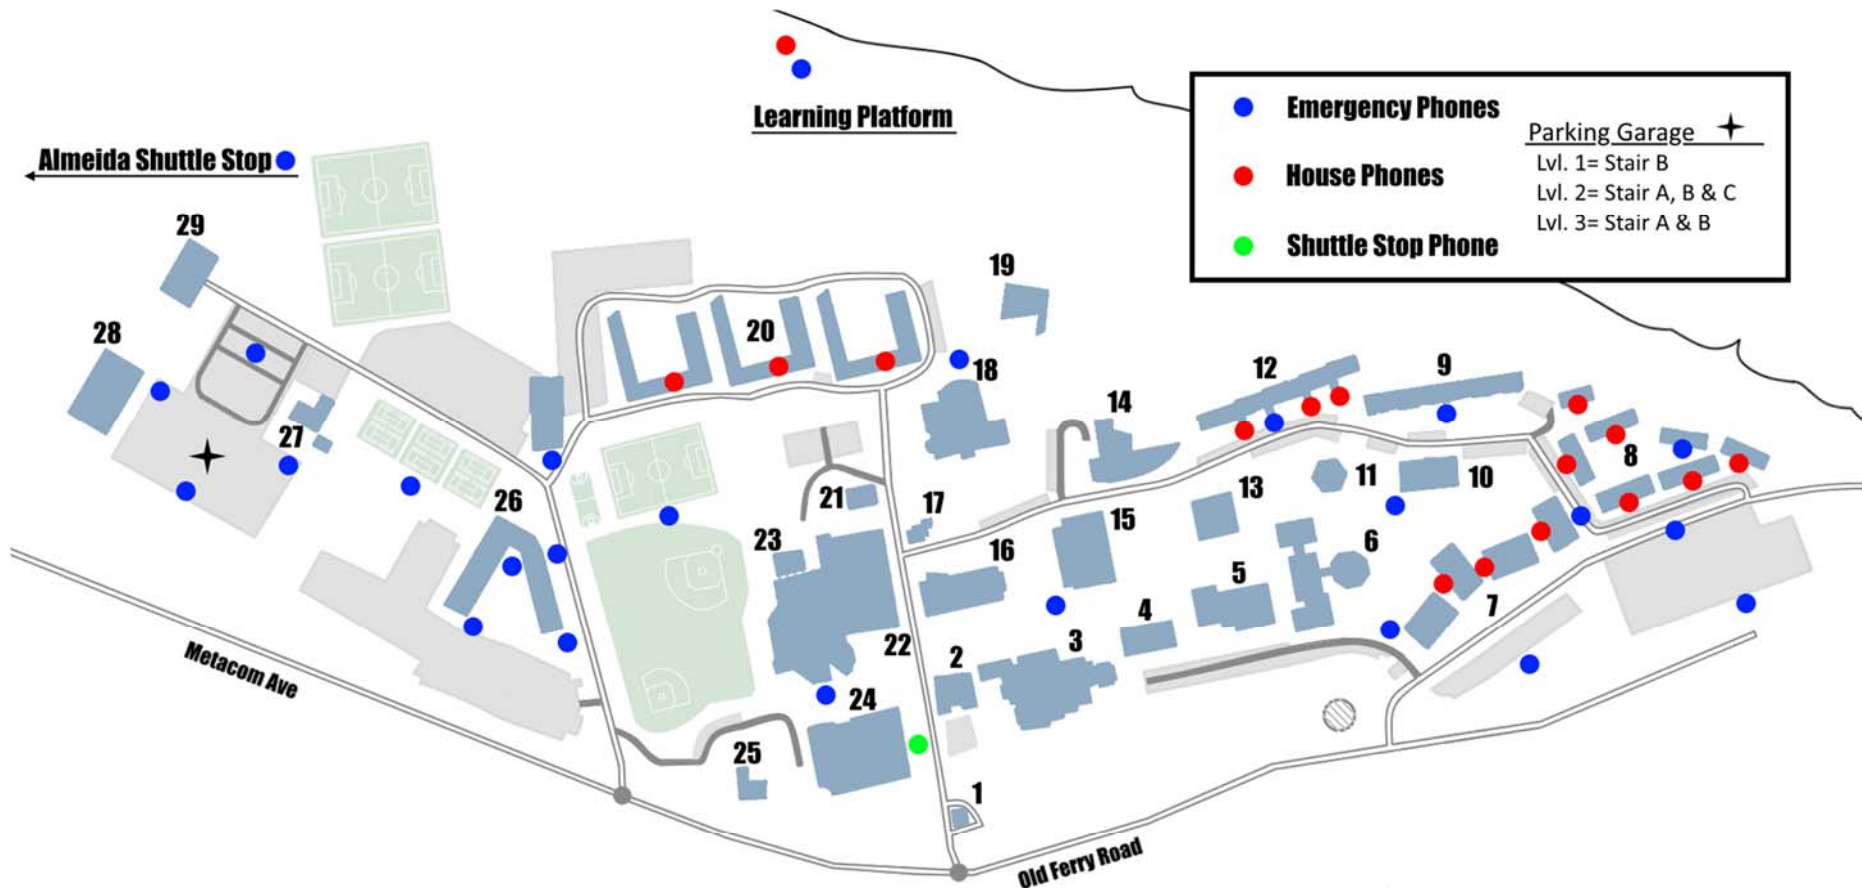 Learning Platform
Emergency Phones
House Phones
Shuttle Stop Phone
Parking Garage
Lvl. 1= Stair B
Lvl. 2= Stair A, B & C
Lvl. 3= Stair A & B
Almeida Shuttle Stop
29
28
27
26
20
19
18
12
9
14
8
11
10
21
17
13
23
16
15
6
5
4
7
22
2
3
24
25
1
Metacom Ave
Old Ferry Road